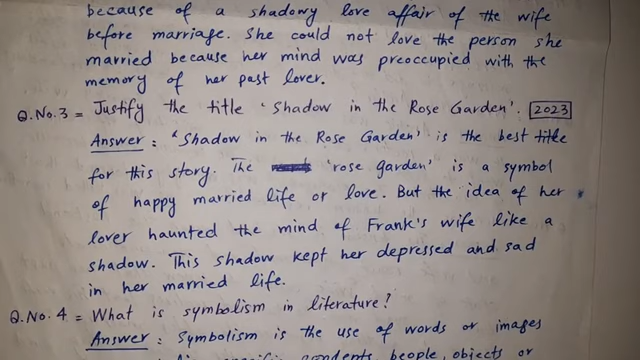 because of a shadowy love affair of the wife
before marriage. She could not love the person she
married because her mind was preoccupied with the
memory of her past lover.
Q.No.3 = Justify the title 'Shadow in the Rose Garden'. 2023
Answer : 'Shadow in the Rose Garden' is the best title
for this story. The 'rose garden' is a symbol
of happy married life or love. But the idea of her
lover haunted the mind of Frank's wife like a
shadow. This shadow kept her depressed and sad
in her married life.
Q.No.4 = What is symbolism in literature?
Answer : Symbolism is the use of words or images
people, objects or